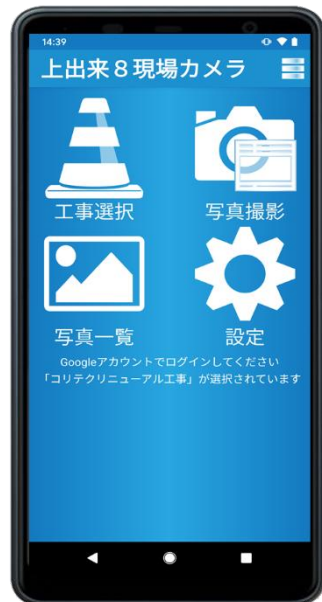 14:39
上出来８現場カメラ
工事選択
写真撮影
写真一覧
設定
Googleアカウントでログインしてください
「コリテクリニューアル工事」が選択されています